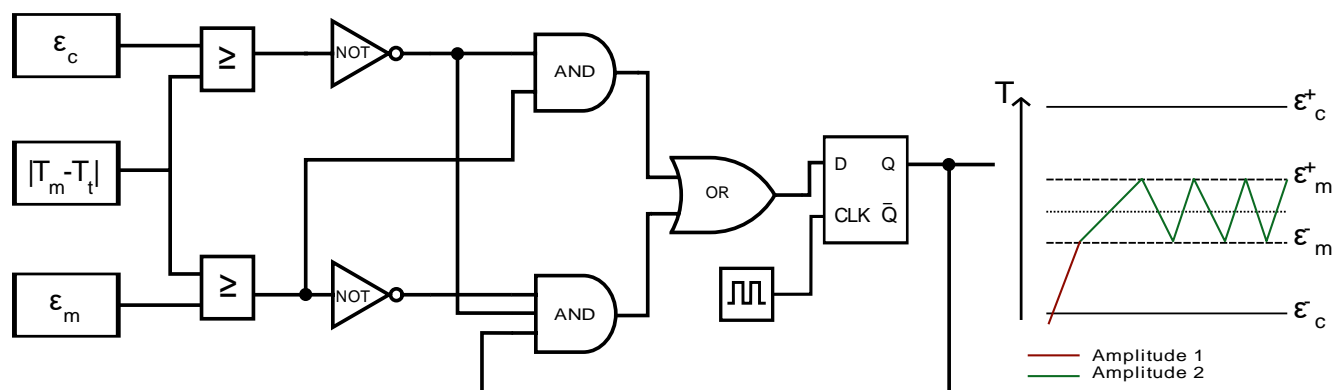 ε_c
|T_m-T_t|
ε_m
≥
≥
NOT
NOT
AND
AND
OR
D Q
CLK Q̅
T
ε⁺_c
ε⁺_m
ε⁻_m
ε⁻_c
Amplitude 1
Amplitude 2